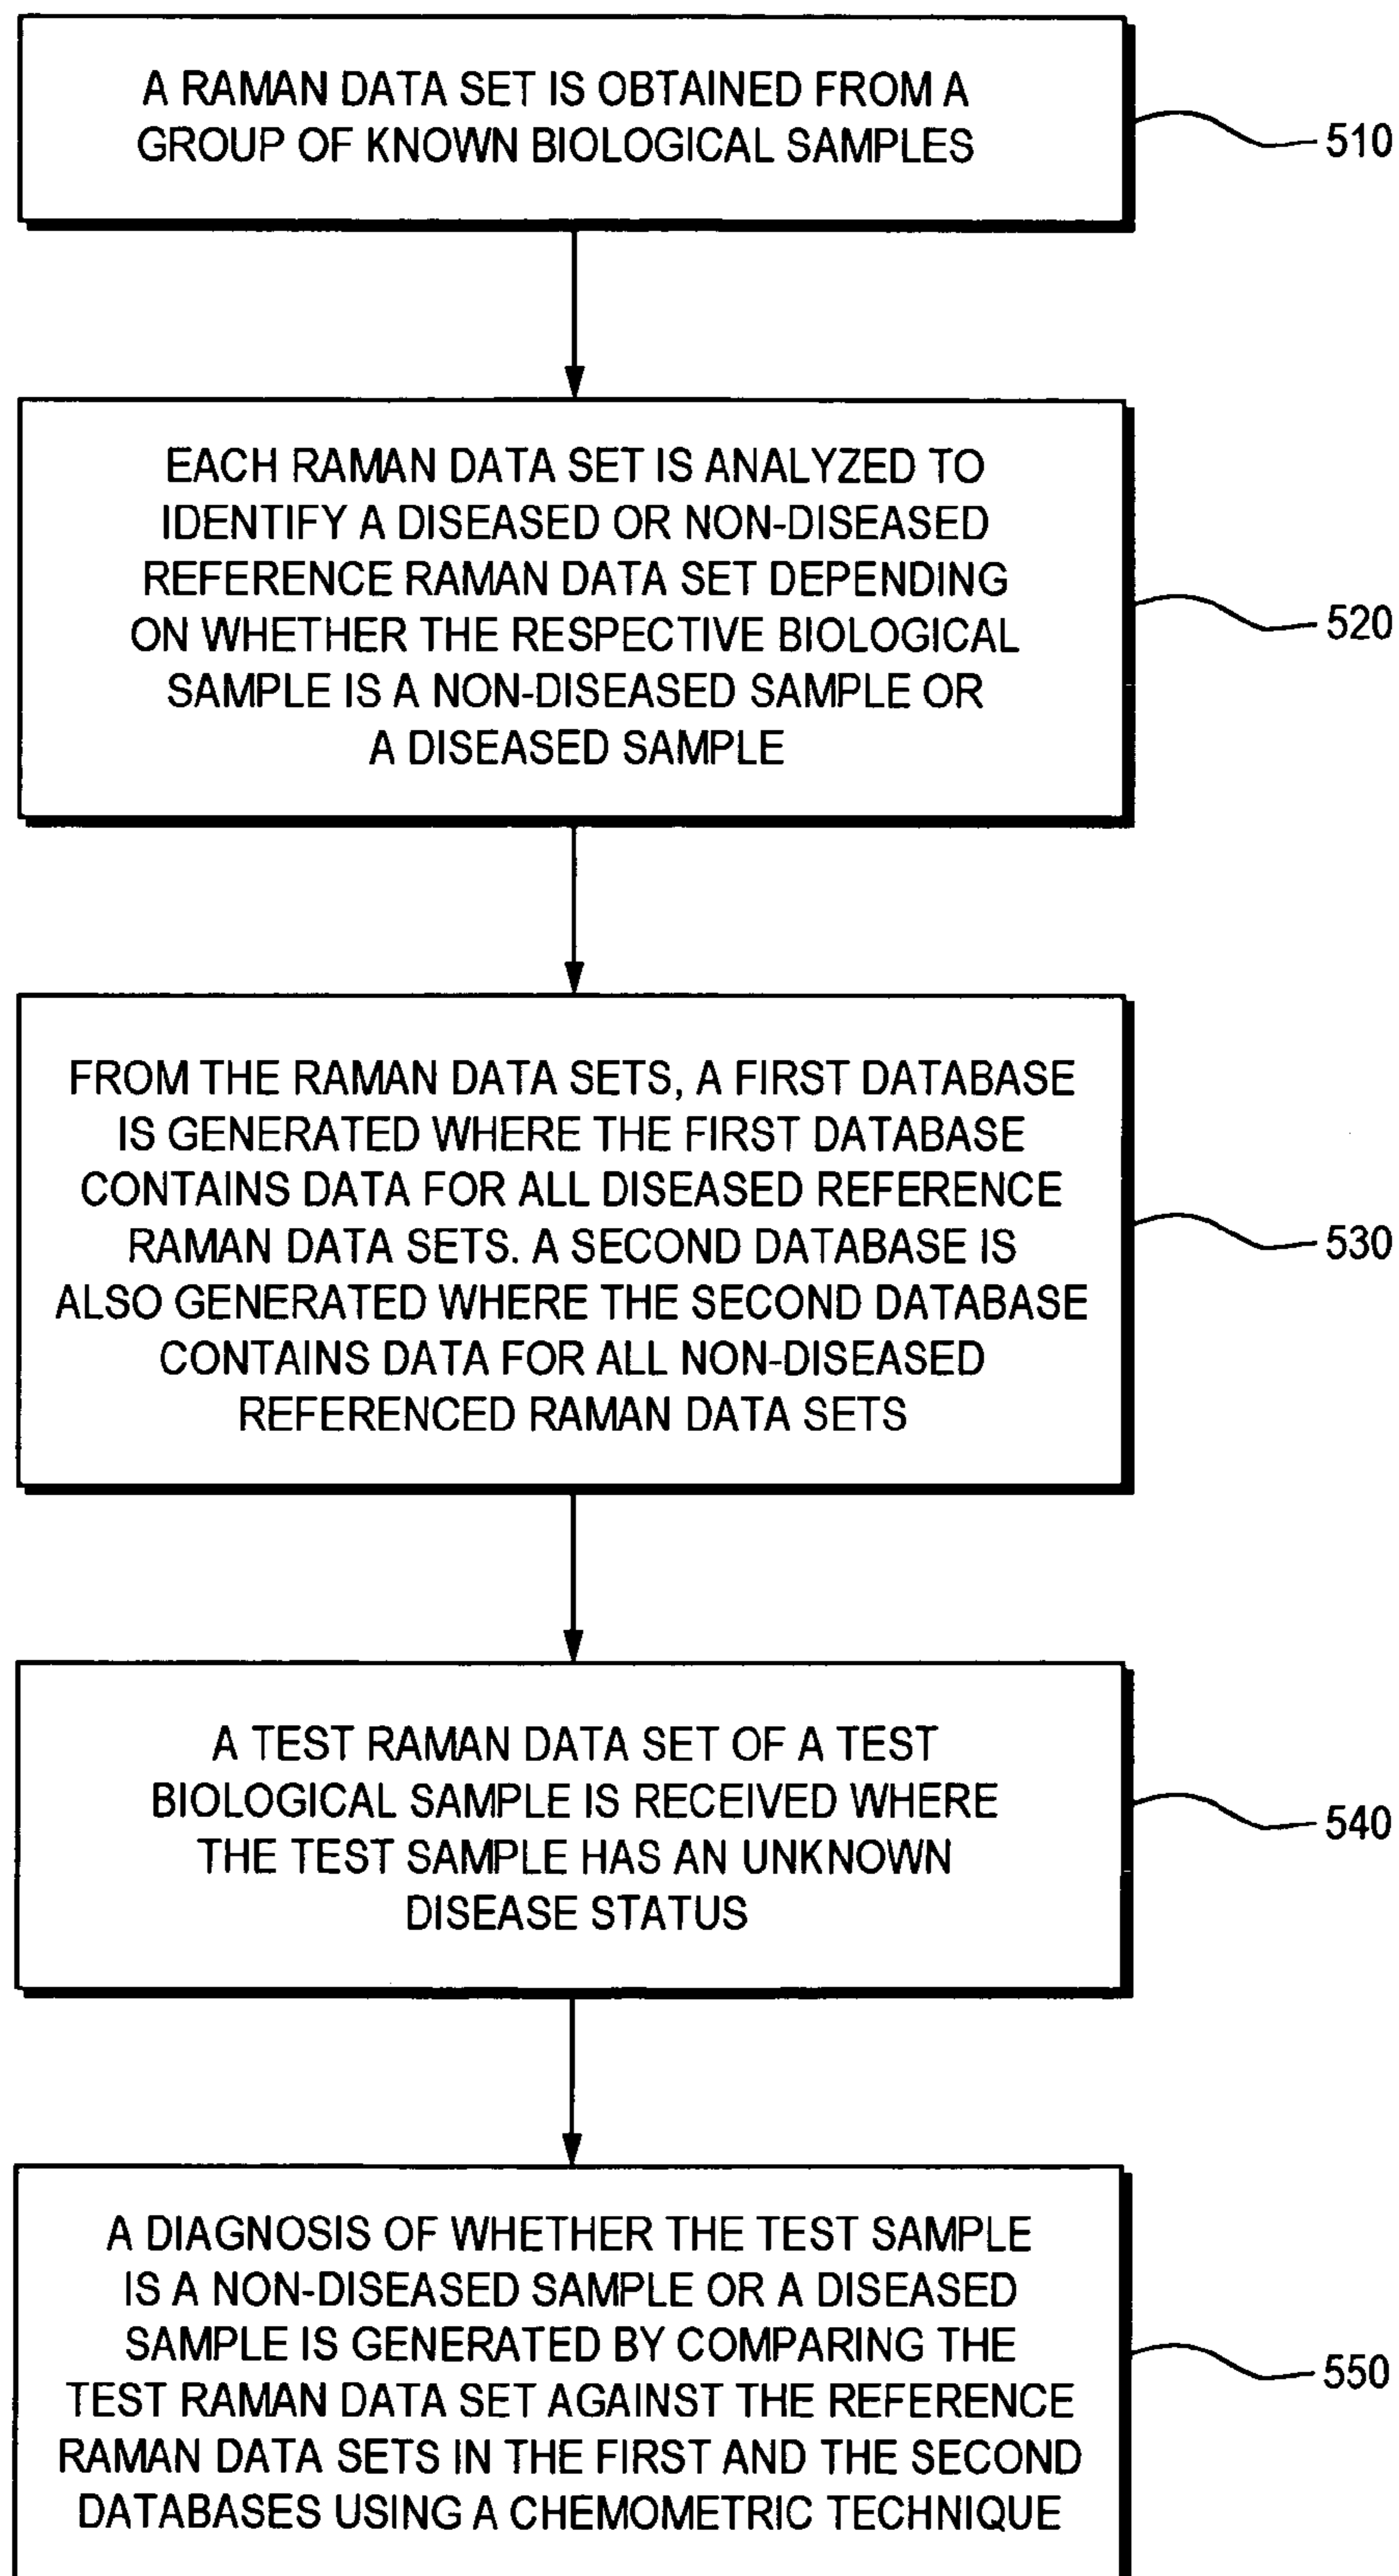 A RAMAN DATA SET IS OBTAINED FROM A
GROUP OF KNOWN BIOLOGICAL SAMPLES
510
EACH RAMAN DATA SET IS ANALYZED TO
IDENTIFY A DISEASED OR NON-DISEASED
REFERENCE RAMAN DATA SET DEPENDING
ON WHETHER THE RESPECTIVE BIOLOGICAL
SAMPLE IS A NON-DISEASED SAMPLE OR
A DISEASED SAMPLE
520
FROM THE RAMAN DATA SETS, A FIRST DATABASE
IS GENERATED WHERE THE FIRST DATABASE
CONTAINS DATA FOR ALL DISEASED REFERENCE
RAMAN DATA SETS. A SECOND DATABASE IS
ALSO GENERATED WHERE THE SECOND DATABASE
CONTAINS DATA FOR ALL NON-DISEASED
REFERENCED RAMAN DATA SETS
530
A TEST RAMAN DATA SET OF A TEST
BIOLOGICAL SAMPLE IS RECEIVED WHERE
THE TEST SAMPLE HAS AN UNKNOWN
DISEASE STATUS
540
A DIAGNOSIS OF WHETHER THE TEST SAMPLE
IS A NON-DISEASED SAMPLE OR A DISEASED
SAMPLE IS GENERATED BY COMPARING THE
TEST RAMAN DATA SET AGAINST THE REFERENCE
RAMAN DATA SETS IN THE FIRST AND THE SECOND
DATABASES USING A CHEMOMETRIC TECHNIQUE
550